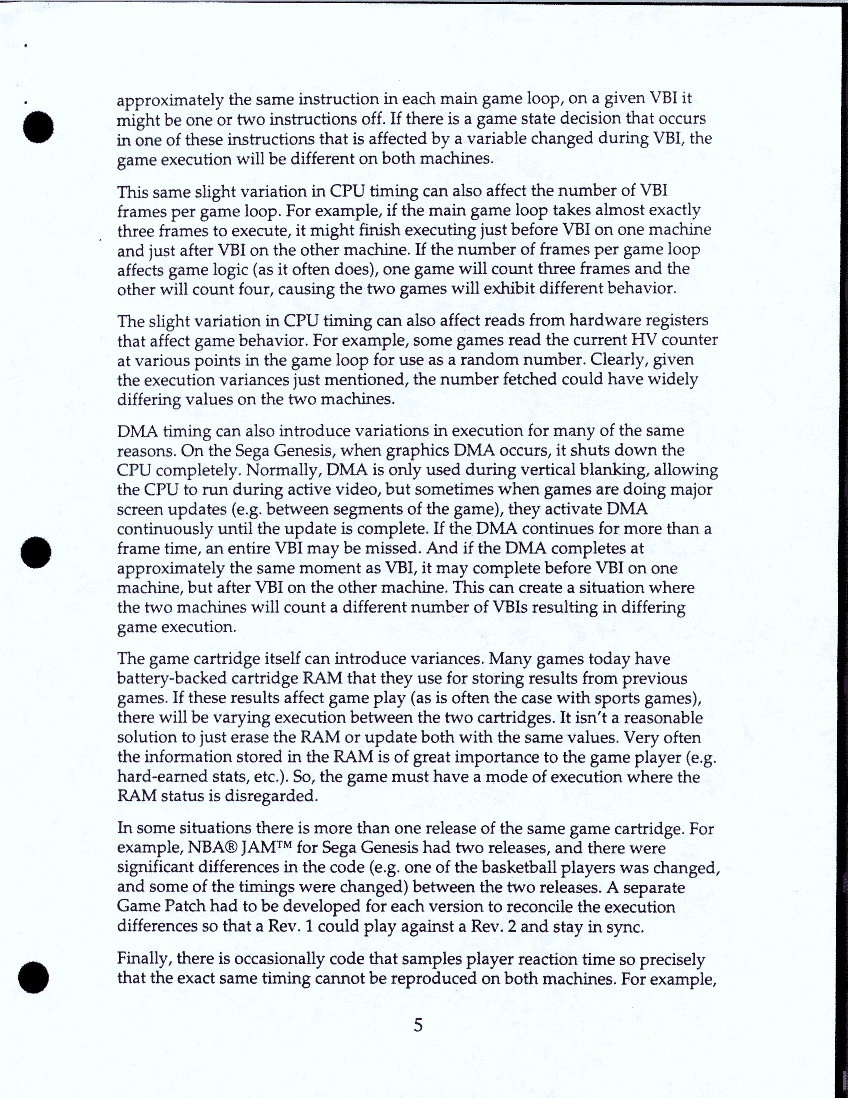 approximately the same instruction in each main game loop, on a given VBI it
might be one or two instructions off. If there is a game state decision that occurs
in one of these instructions that is affected by a variable changed during VBI, the
game execution will be different on both machines.
This same slight variation in CPU timing can also affect the number of VBI
frames per game loop. For example, if the main game loop takes almost exactly
three frames to execute, it might finish executing just before VBI on one machine
and just after VBI on the other machine. If the number of frames per game loop
affects game logic (as it often does), one game will count three frames and the
other will count four, causing the two games will exhibit different behavior.
The slight variation in CPU timing can also affect reads from hardware registers
that affect game behavior. For example, some games read the current HV counter
at various points in the game loop for use as a random number. Clearly, given
the execution variances just mentioned, the number fetched could have widely
differing values on the two machines.
DMA timing can also introduce variations in execution for many of the same
reasons. On the Sega Genesis, when graphics DMA occurs, it shuts down the
CPU completely. Normally, DMA is only used during vertical blanking, allowing
the CPU to run during active video, but sometimes when games are doing major
screen updates (e.g. between segments of the game), they activate DMA
continuously until the update is complete. If the DMA continues for more than a
frame time, an entire VBI may be missed. And if the DMA completes at
approximately the same moment as VBI, it may complete before VBI on one
machine, but after VBI on the other machine. This can create a situation where
the two machines will count a different number of VBIs resulting in differing
game execution.
The game cartridge itself can introduce variances. Many games today have
battery-backed cartridge RAM that they use for storing results from previous
games. If these results affect game play (as is often the case with sports games),
there will be varying execution between the two cartridges. It isn't a reasonable
solution to just erase the RAM or update both with the same values. Very often
the information stored in the RAM is of great importance to the game player (e.g.
hard-earned stats, etc.). So, the game must have a mode of execution where the
RAM status is disregarded.
In some situations there is more than one release of the same game cartridge. For
example, NBA® JAM™ for Sega Genesis had two releases, and there were
significant differences in the code (e.g. one of the basketball players was changed,
and some of the timings were changed) between the two releases. A separate
Game Patch had to be developed for each version to reconcile the execution
differences so that a Rev. 1 could play against a Rev. 2 and stay in sync.
Finally, there is occasionally code that samples player reaction time so precisely
that the exact same timing cannot be reproduced on both machines. For example,
5